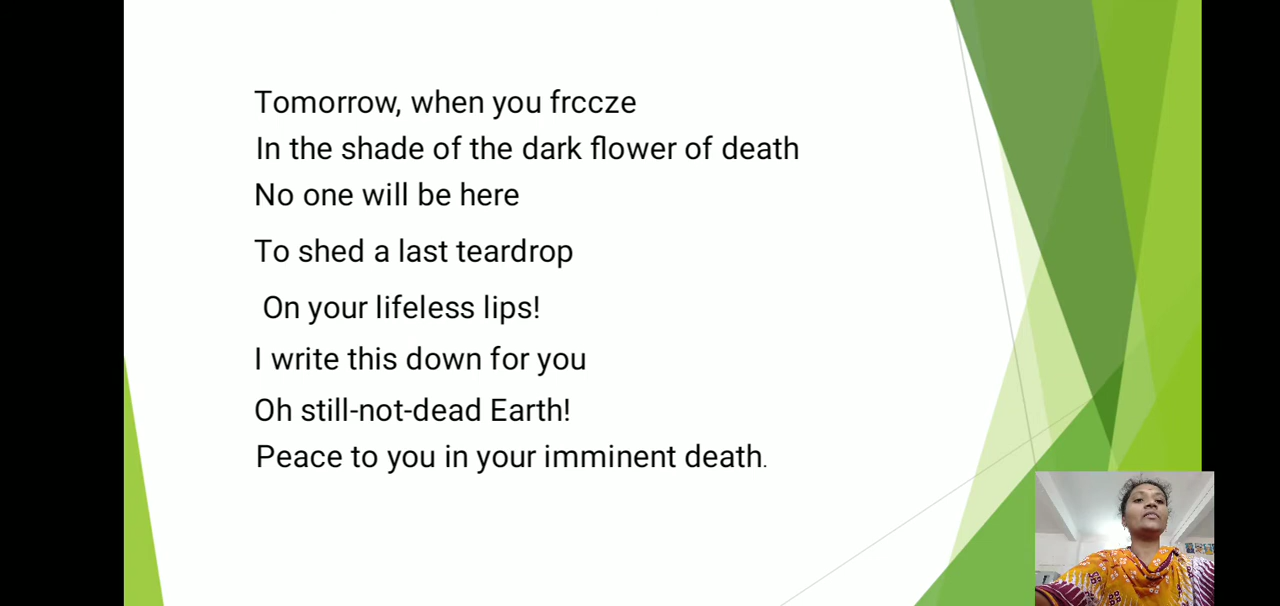 Tomorrow, when you frccze
In the shade of the dark flower of death
No one will be here
To shed a last teardrop
On your lifeless lips!
I write this down for you
Oh still-not-dead Earth!
Peace to you in your imminent death.